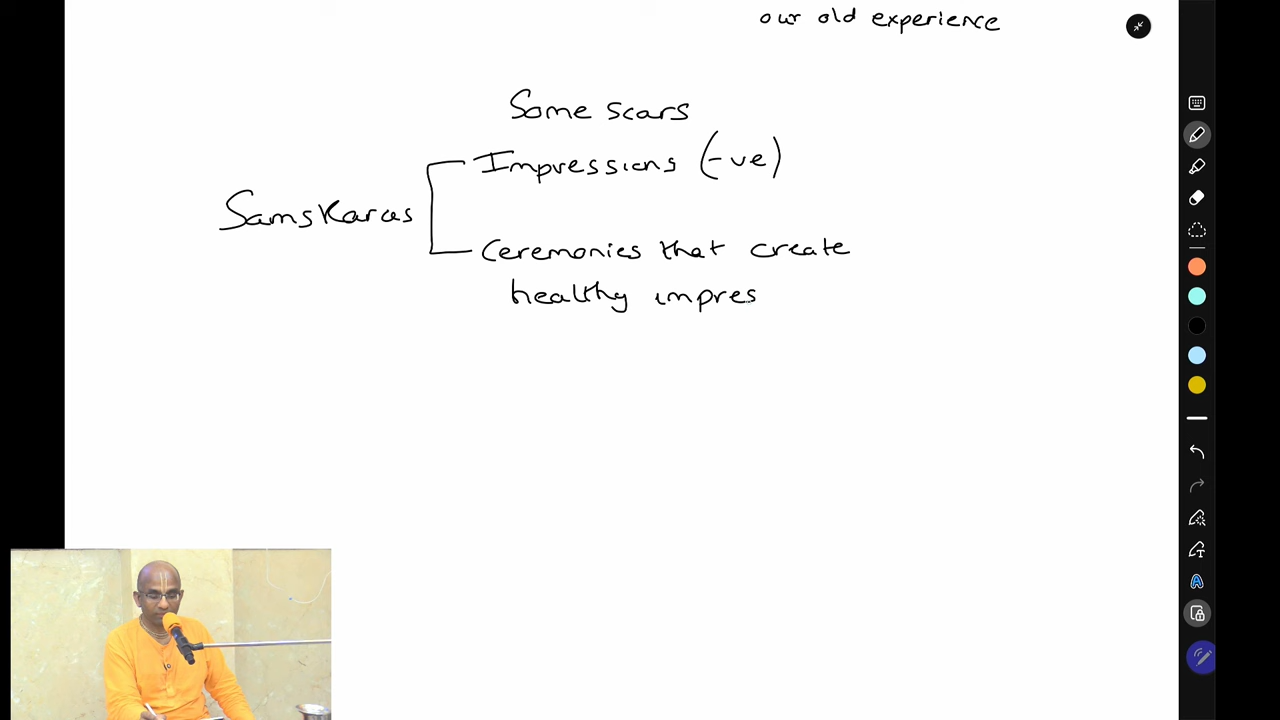 our old experience
Some scars
Impressions (-ve)
Samskaras
Ceremonies that create
healthy impres